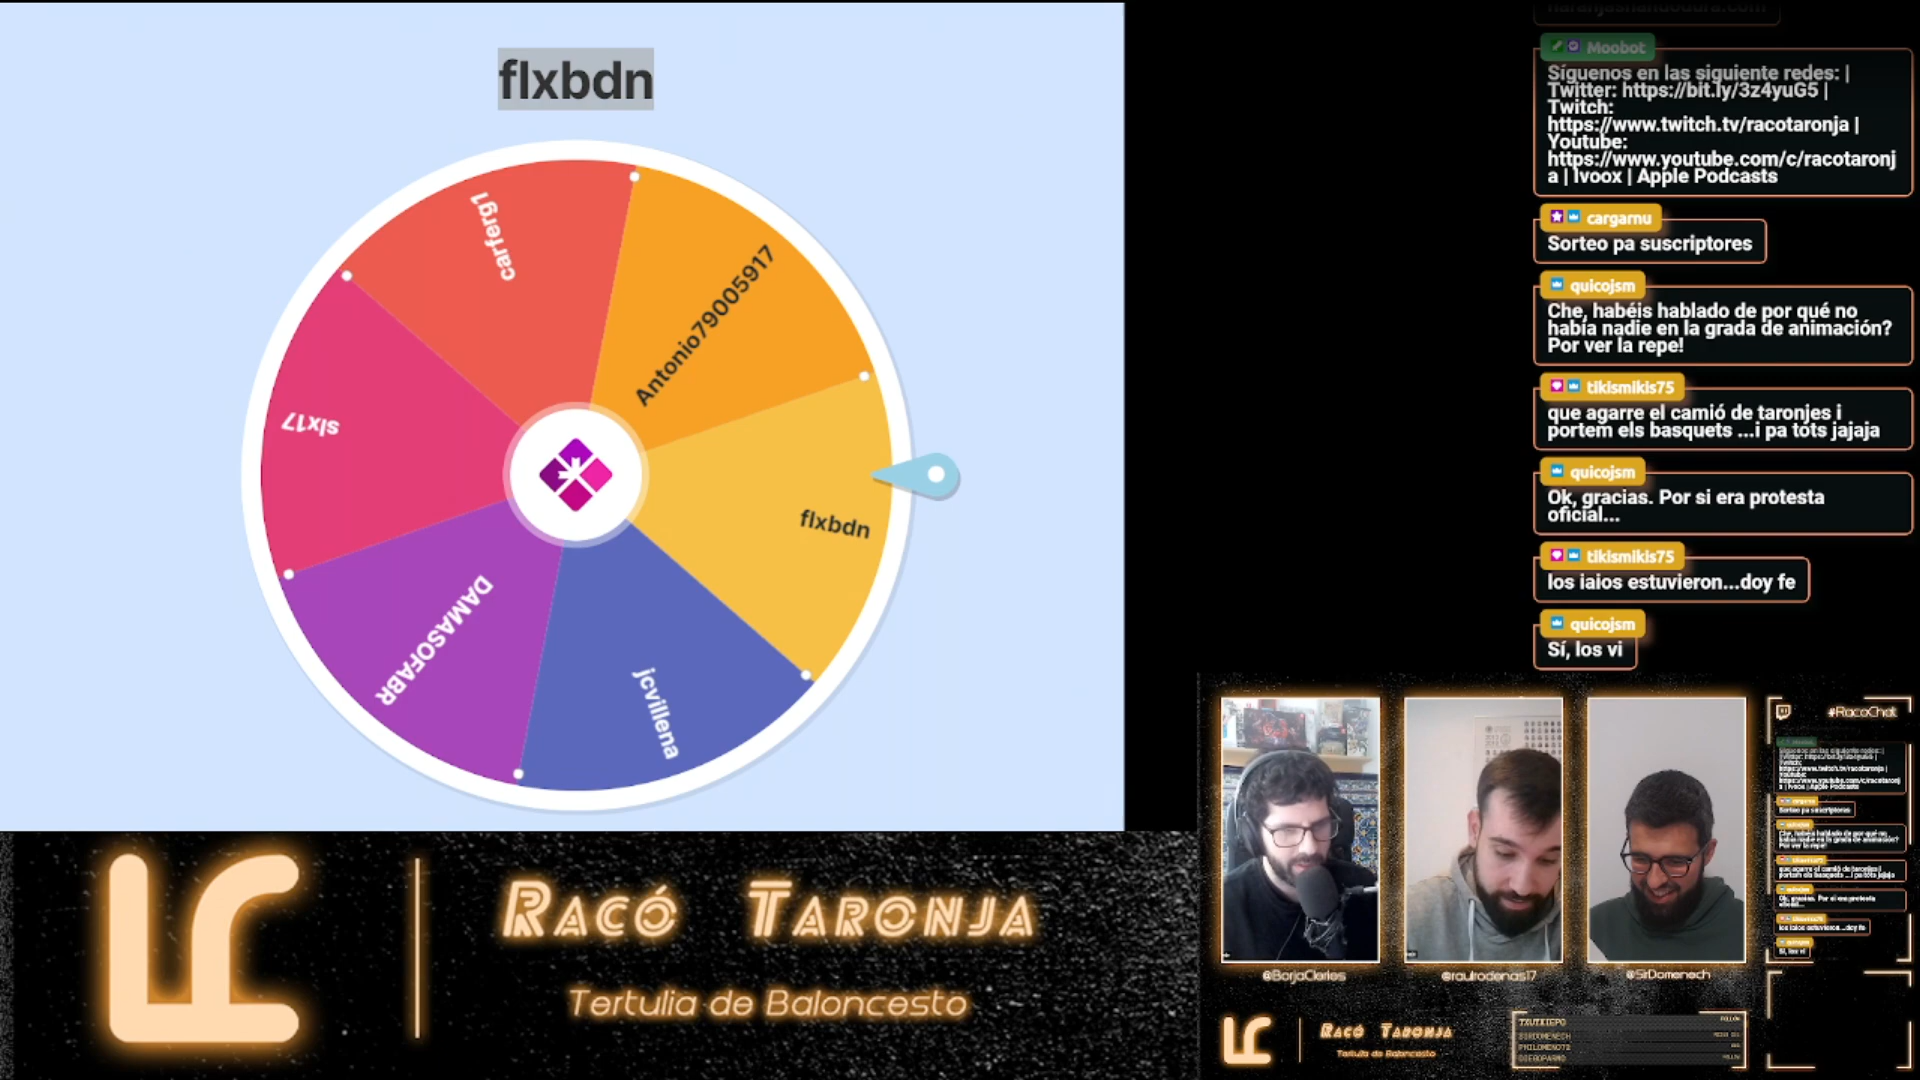 flxbdn
carferg1
Antonio79005917
slx17
flxbdn
DAMASOFABR
jcvillena
Moobot
Síguenos en las siguiente redes: |
Twitter: https://bit.ly/3z4yuG5 |
Twitch:
https://www.twitch.tv/racotaronja |
Youtube:
https://www.youtube.com/c/racotaronj
a | Ivoox | Apple Podcasts
cargarnu
Sorteo pa suscriptores
quicojsm
Che, habéis hablado de por qué no
había nadie en la grada de animación?
Por ver la repe!
tikismikis75
que agarre el camió de taronjes i
portem els basquets ...i pa tots jajaja
quicojsm
Ok, gracias. Por si era protesta
oficial...
tikismikis75
los iaios estuvieron...doy fe
quicojsm
Sí, los vi
Racó Taronja
Tertulia de Baloncesto
@BorjaClerles
@raulrodenas17
@SirDomenech
#RacoChat
Racó Taronja
Tertulia de Baloncesto